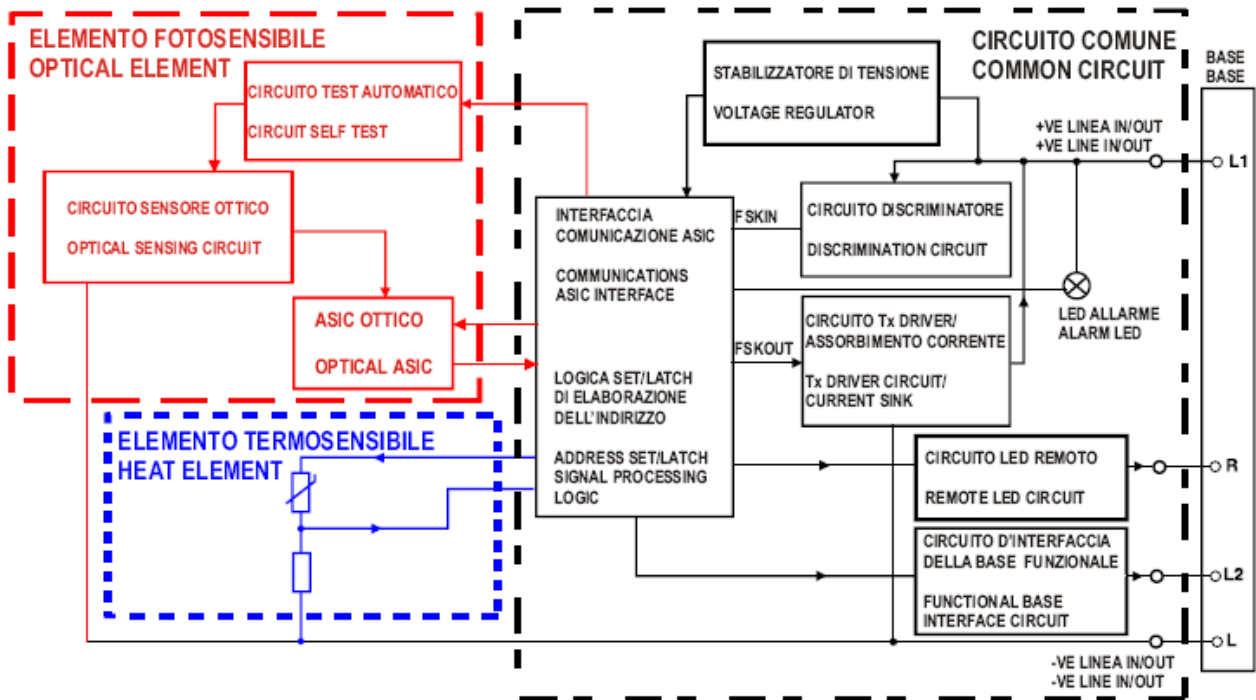 ELEMENTO FOTOSENSIBILE
OPTICAL ELEMENT
CIRCUITO TEST AUTOMATICO
CIRCUIT SELF TEST
CIRCUITO SENSORE OTTICO
OPTICAL SENSING CIRCUIT
ASIC OTTICO
OPTICAL ASIC
ELEMENTO TERMOSENSIBILE
HEAT ELEMENT
CIRCUITO COMUNE
COMMON CIRCUIT
STABILIZZATORE DI TENSIONE
VOLTAGE REGULATOR
INTERFACCIA
COMUNICAZIONE ASIC
COMMUNICATIONS
ASIC INTERFACE
LOGICA SET/LATCH
DI ELABORAZIONE
DELL'INDIRIZZO
ADDRESS SET/LATCH
SIGNAL PROCESSING
LOGIC
FSKIN
CIRCUITO DISCRIMINATORE
DISCRIMINATION CIRCUIT
FSKOUT
CIRCUITO Tx DRIVER/
ASSORBIMENTO CORRENTE
Tx DRIVER CIRCUIT/
CURRENT SINK
CIRCUITO LED REMOTO
REMOTE LED CIRCUIT
CIRCUITO D'INTERFACCIA
DELLA BASE FUNZIONALE
FUNCTIONAL BASE
INTERFACE CIRCUIT
+VE LINEA IN/OUT
+VE LINE IN/OUT
LED ALLARME
ALARM LED
-VE LINEA IN/OUT
-VE LINE IN/OUT
BASE
BASE
L1
R
L2
L